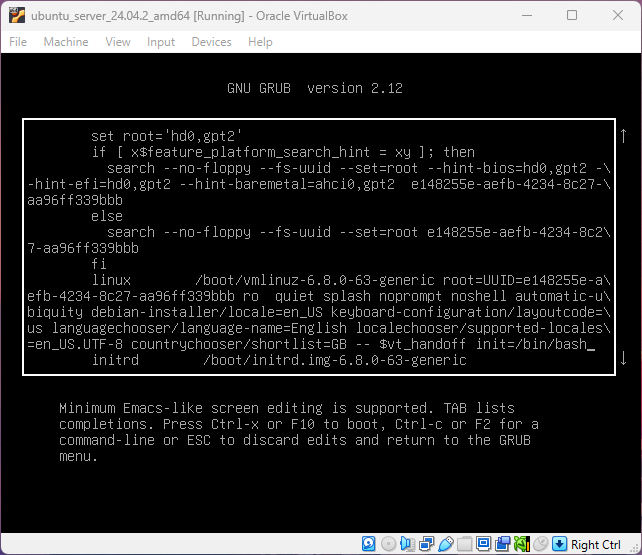 ubuntu_server_24.04.2_amd64 [Running] - Oracle VirtualBox
File Machine View Input Devices Help
GNU GRUB version 2.12
set root='hd0,gpt2'
if [ x$feature_platform_search_hint = xy ]; then
search --no-floppy --fs-uuid --set=root --hint-bios=hd0,gpt2 -\
-hint-efi=hd0,gpt2 --hint-baremetal=ahci0,gpt2  e148255e-aefb-4234-8c27-\
aa96ff339bbb
else
search --no-floppy --fs-uuid --set=root e148255e-aefb-4234-8c2\
7-aa96ff339bbb
fi
linux /boot/vmlinuz-6.8.0-63-generic root=UUID=e148255e-a\
efb-4234-8c27-aa96ff339bbb ro  quiet splash noprompt noshell automatic-u\
biquity debian-installer/locale=en_US keyboard-configuration/layoutcode=\
us languagechooser/language-name=English localechooser/supported-locales\
=en_US.UTF-8 countrychooser/shortlist=GB -- $vt_handoff init=/bin/bash_
initrd /boot/initrd.img-6.8.0-63-generic
Minimum Emacs-like screen editing is supported. TAB lists
completions. Press Ctrl-x or F10 to boot, Ctrl-c or F2 for a
command-line or ESC to discard edits and return to the GRUB
menu.
Right Ctrl